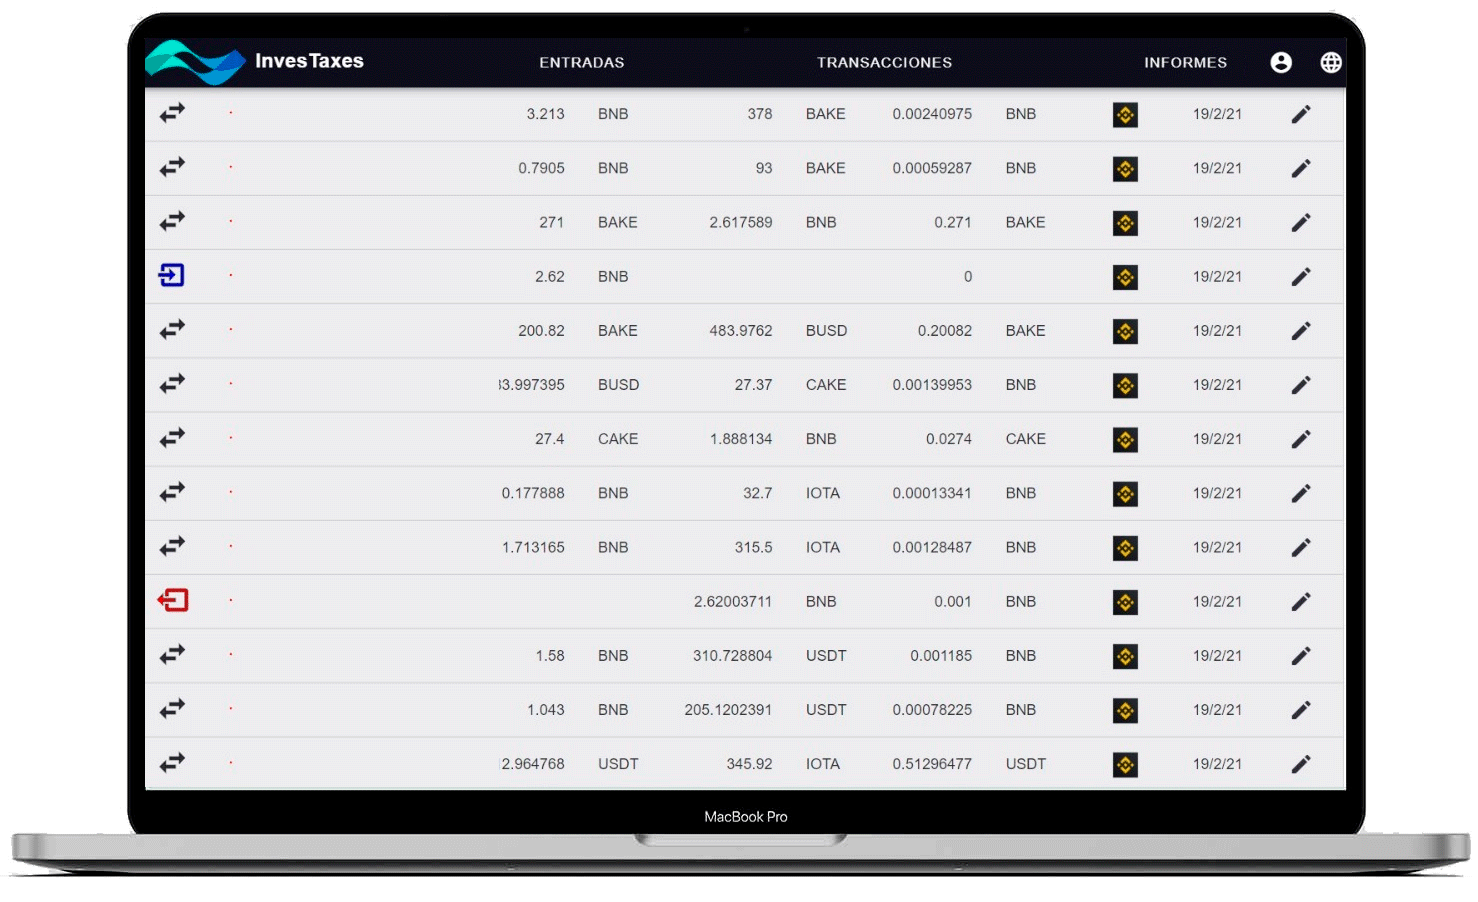 InvesTaxes ENTRADAS TRANSACCIONES INFORMES
3.213 BNB 378 BAKE 0.00240975 BNB 19/2/21
0.7905 BNB 93 BAKE 0.00059287 BNB 19/2/21
271 BAKE 2.617589 BNB 0.271 BAKE 19/2/21
2.62 BNB 0 19/2/21
200.82 BAKE 483.9762 BUSD 0.20082 BAKE 19/2/21
3.997395 BUSD 27.37 CAKE 0.00139953 BNB 19/2/21
27.4 CAKE 1.888134 BNB 0.0274 CAKE 19/2/21
0.177888 BNB 32.7 IOTA 0.00013341 BNB 19/2/21
1.713165 BNB 315.5 IOTA 0.00128487 BNB 19/2/21
2.62003711 BNB 0.001 BNB 19/2/21
1.58 BNB 310.728804 USDT 0.001185 BNB 19/2/21
1.043 BNB 205.1202391 USDT 0.00078225 BNB 19/2/21
2.964768 USDT 345.92 IOTA 0.51296477 USDT 19/2/21
MacBook Pro